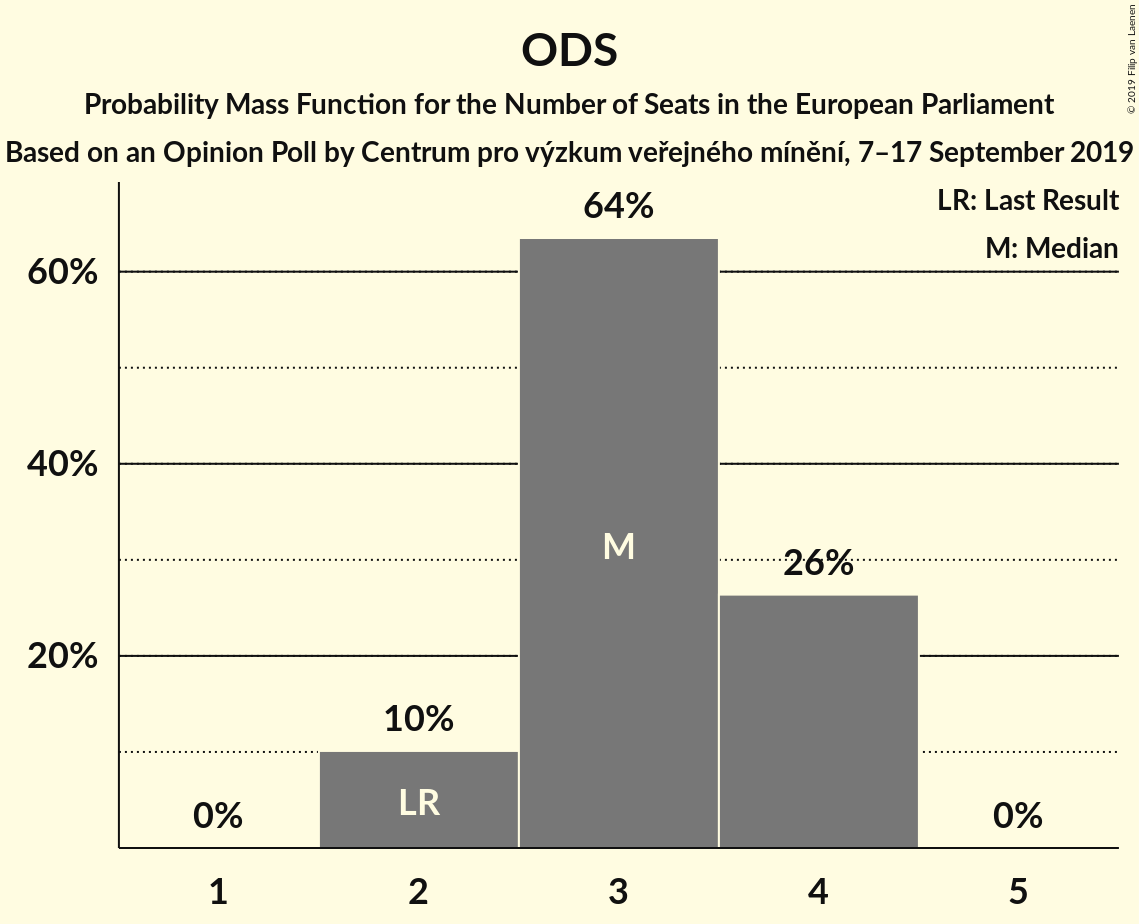 ODS
Probability Mass Function for the Number of Seats in the European Parliament
Based on an Opinion Poll by Centrum pro výzkum veřejného mínění, 7–17 September 2019
© 2019 Filip van Laenen
LR: Last Result
M: Median
64%
60%
40%
M
26%
20%
10%
LR
0%
0%
1 2 3 4 5